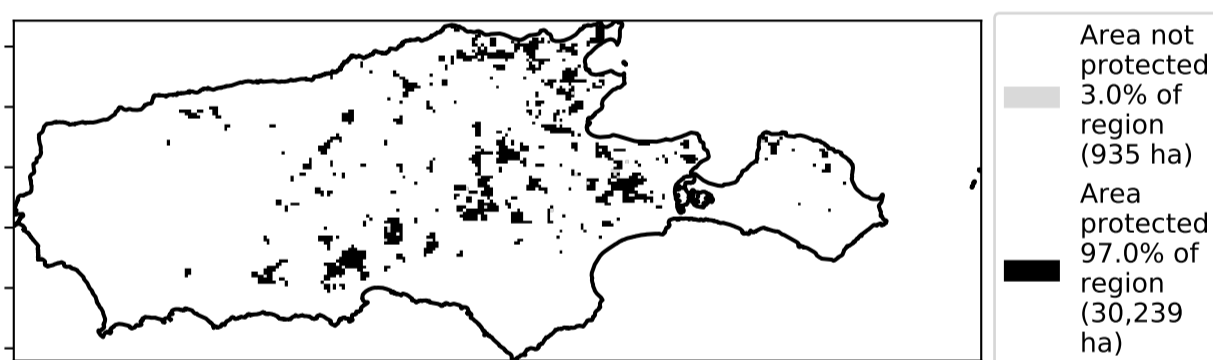 Area not
protected
3.0% of
region
(935 ha)
Area
protected
97.0% of
region
(30,239
ha)